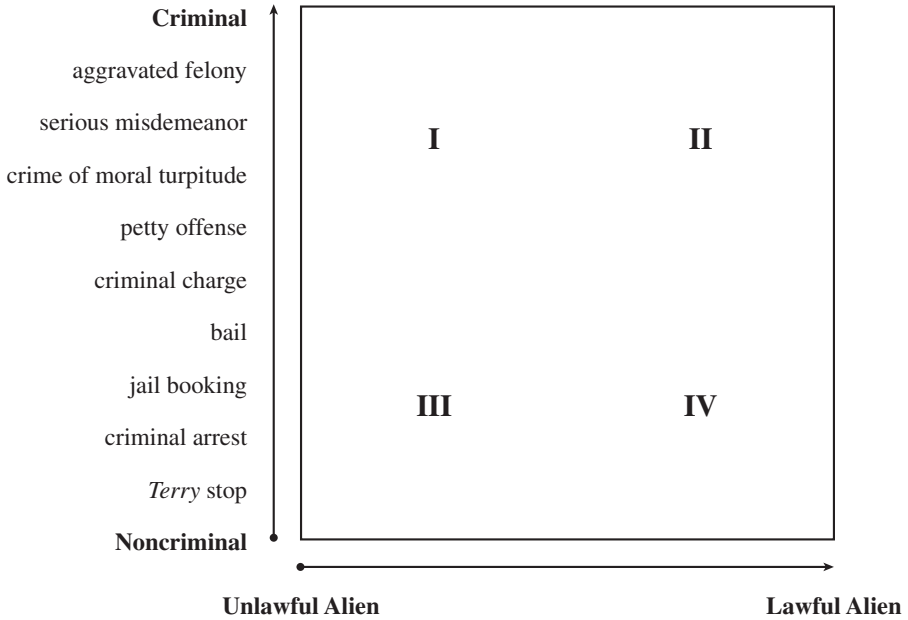 Criminal
aggravated felony
serious misdemeanor
crime of moral turpitude
petty offense
criminal charge
bail
jail booking
criminal arrest
Terry stop
Noncriminal
I
II
III
IV
Unlawful Alien
Lawful Alien